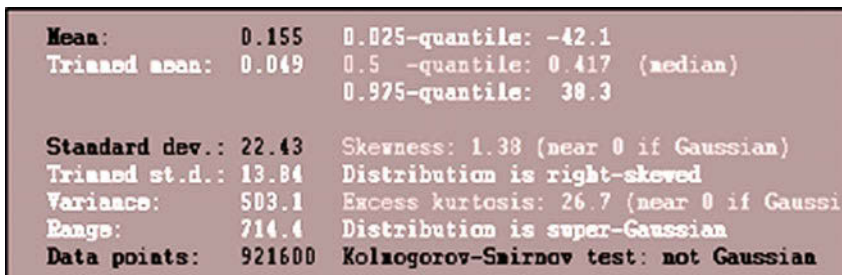 Mean: 0.155 0.025-quantile: -42.1
Trimmed mean: 0.049 0.5 -quantile: 0.417 (median)
0.975-quantile: 38.3
Standard dev.: 22.43 Skewness: 1.38 (near 0 if Gaussian)
Trimmed st.d.: 13.84 Distribution is right-skewed
Variance: 503.1 Excess kurtosis: 26.7 (near 0 if Gaussi
Range: 714.4 Distribution is super-Gaussian
Data points: 921600 Kolmogorov-Smirnov test: not Gaussian